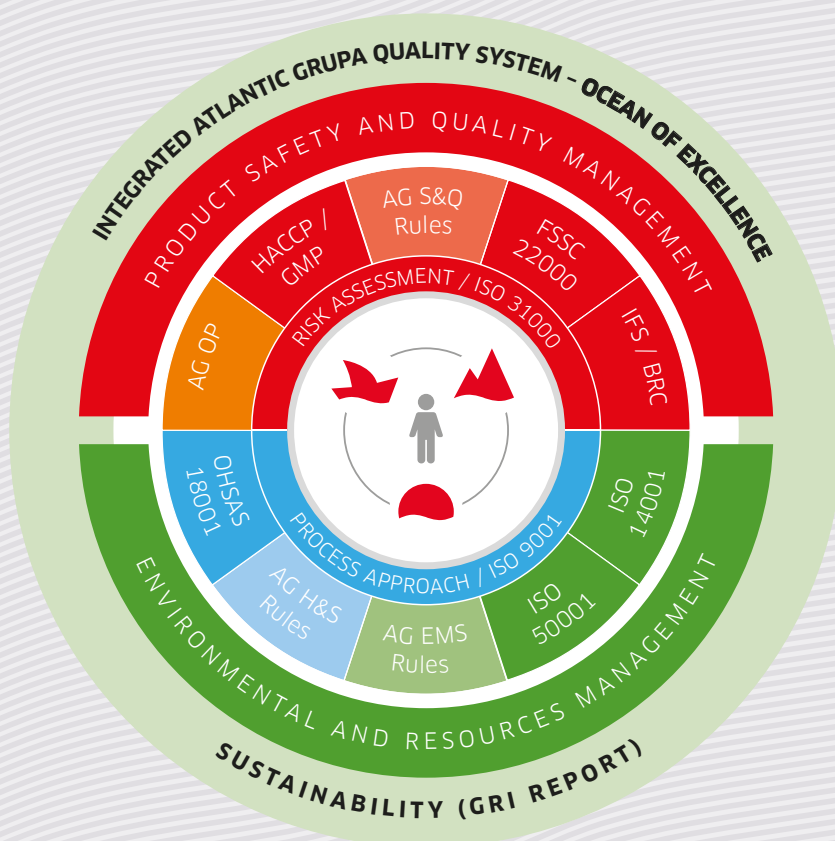 INTEGRATED ATLANTIC GRUPA QUALITY SYSTEM – OCEAN OF EXCELLENCE
PRODUCT SAFETY AND QUALITY MANAGEMENT
AG OP
HACCP /
GMP
AG S&Q
Rules
FSSC
22000
IFS / BRC
RISK ASSESSMENT / ISO 31000
PROCESS APPROACH / ISO 9001
OHSAS
18001
AG H&S
Rules
AG EMS
Rules
ISO
50001
ISO
14001
ENVIRONMENTAL AND RESOURCES MANAGEMENT
SUSTAINABILITY (GRI REPORT)